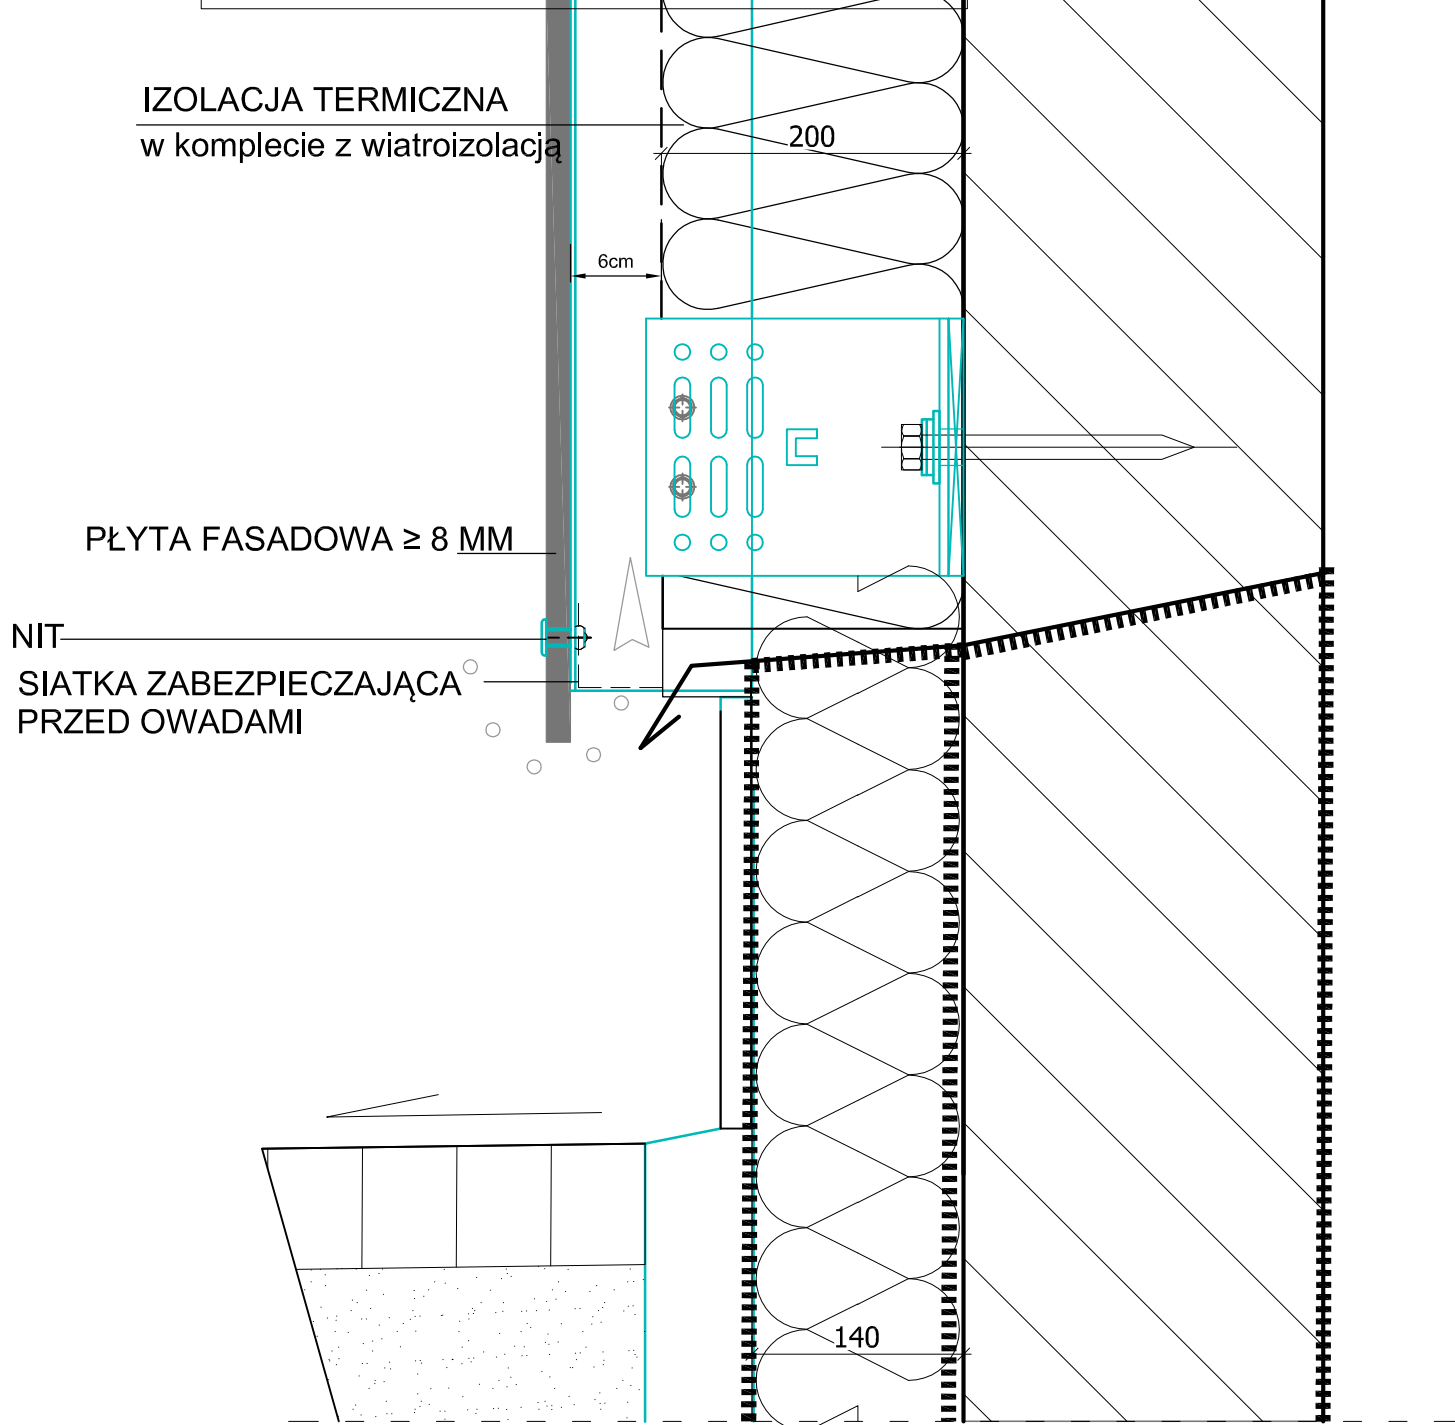 IZOLACJA TERMICZNA
w komplecie z wiatroizolacją
200
6cm
PŁYTA FASADOWA ≥ 8 MM
NIT
SIATKA ZABEZPIECZAJĄCA
PRZED OWADAMI
140